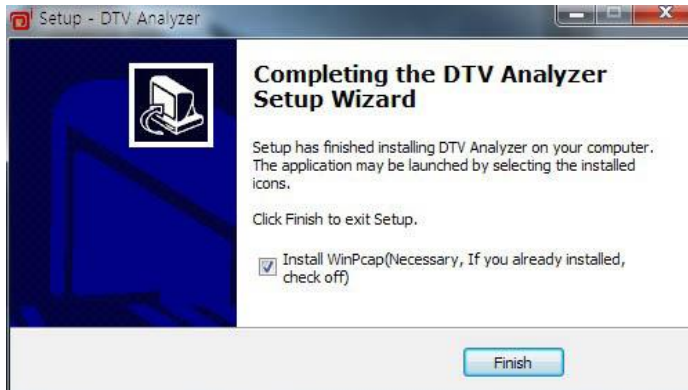 Setup - DTV Analyzer
Completing the DTV Analyzer
Setup Wizard
Setup has finished installing DTV Analyzer on your computer.
The application may be launched by selecting the installed
icons.
Click Finish to exit Setup.
Install WinPcap(Necessary, If you already installed,
check off)
Finish